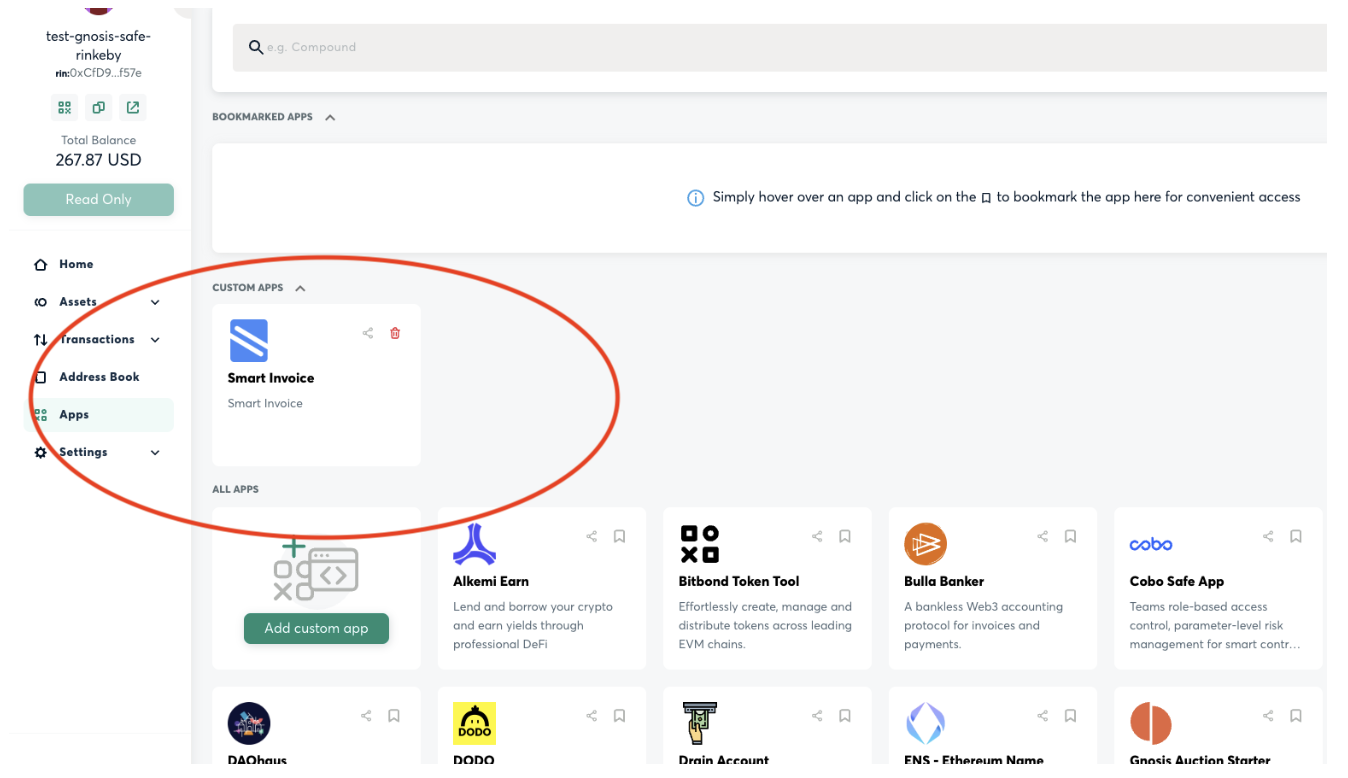 test-gnosis-safe-
rinkeby
rin:0xCfD9...f57e
Total Balance
267.87 USD
Read Only
Home
Assets
Transactions
Address Book
Apps
Settings
e.g. Compound
BOOKMARKED APPS
Simply hover over an app and click on the to bookmark the app here for convenient access
CUSTOM APPS
Smart Invoice
Smart Invoice
ALL APPS
Add custom app
Alkemi Earn
Lend and borrow your crypto
and earn yields through
professional DeFi
Bitbond Token Tool
Effortlessly create, manage and
distribute tokens across leading
EVM chains.
Bulla Banker
A bankless Web3 accounting
protocol for invoices and
payments.
cobo
Cobo Safe App
Teams role-based access
control, parameter-level risk
management for smart contr...
DAOhaus
DODO
DODO
Drain Account
ENS - Ethereum Name
Gnosis Auction Starter